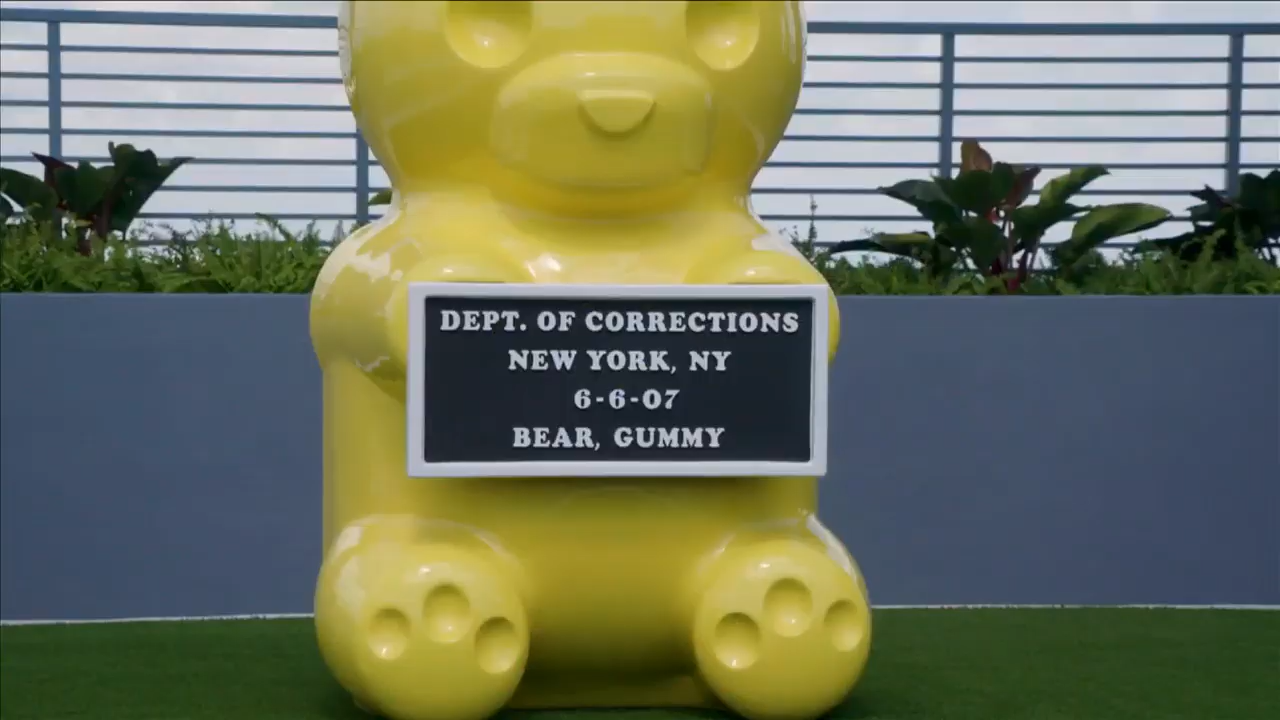 DEPT. OF CORRECTIONS
NEW YORK, NY
6-6-07
BEAR, GUMMY